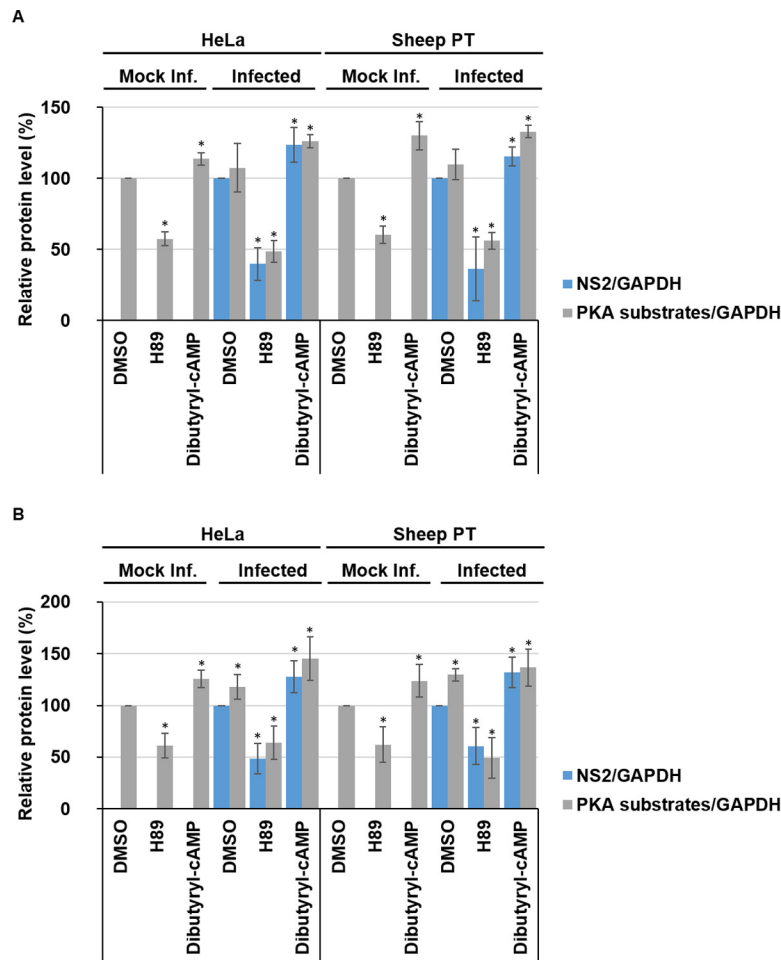 A
HeLa Sheep PT
Mock Inf. Infected Mock Inf. Infected
Relative protein level (%)
150
100
50
0
* * * * * * * * * * * *
DMSO H89 Dibutyryl-cAMP DMSO H89 Dibutyryl-cAMP DMSO H89 Dibutyryl-cAMP DMSO H89 Dibutyryl-cAMP
NS2/GAPDH
PKA substrates/GAPDH
B
HeLa Sheep PT
Mock Inf. Infected Mock Inf. Infected
Relative protein level (%)
200
150
100
50
0
* * * * * * * * * * * * * *
DMSO H89 Dibutyryl-cAMP DMSO H89 Dibutyryl-cAMP DMSO H89 Dibutyryl-cAMP DMSO H89 Dibutyryl-cAMP
NS2/GAPDH
PKA substrates/GAPDH